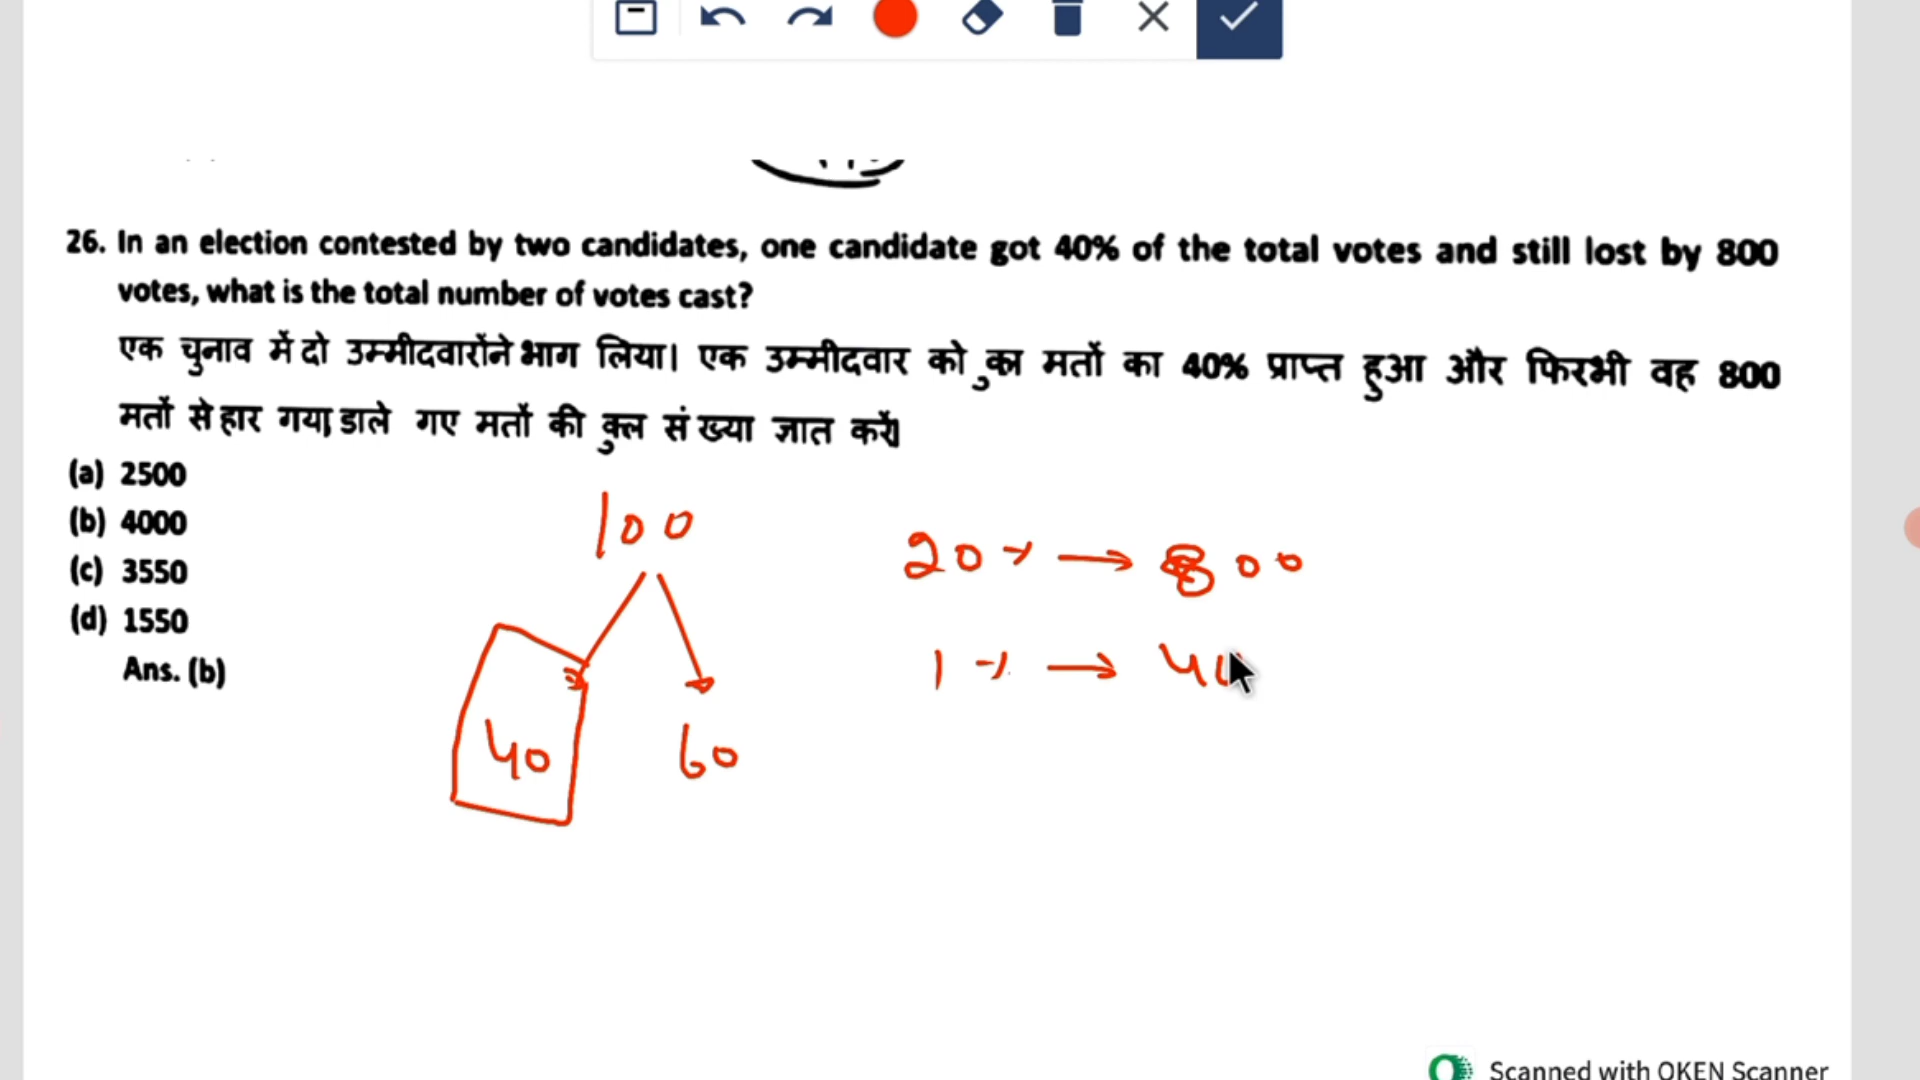 26. In an election contested by two candidates, one candidate got 40% of the total votes and still lost by 800
votes, what is the total number of votes cast?
एक चुनाव में दो उम्मीदवारोंने भाग लिया। एक उम्मीदवार को कुल मतों का 40% प्राप्त हुआ और फिरभी वह 800
मतों से हार गया, डाले गए मतों की कुल संख्या ज्ञात करें।
(a) 2500
(b) 4000
(c) 3550
(d) 1550
Ans. (b)
100
40 60
20% → 800
1% → 40
Scanned with OKEN Scanner